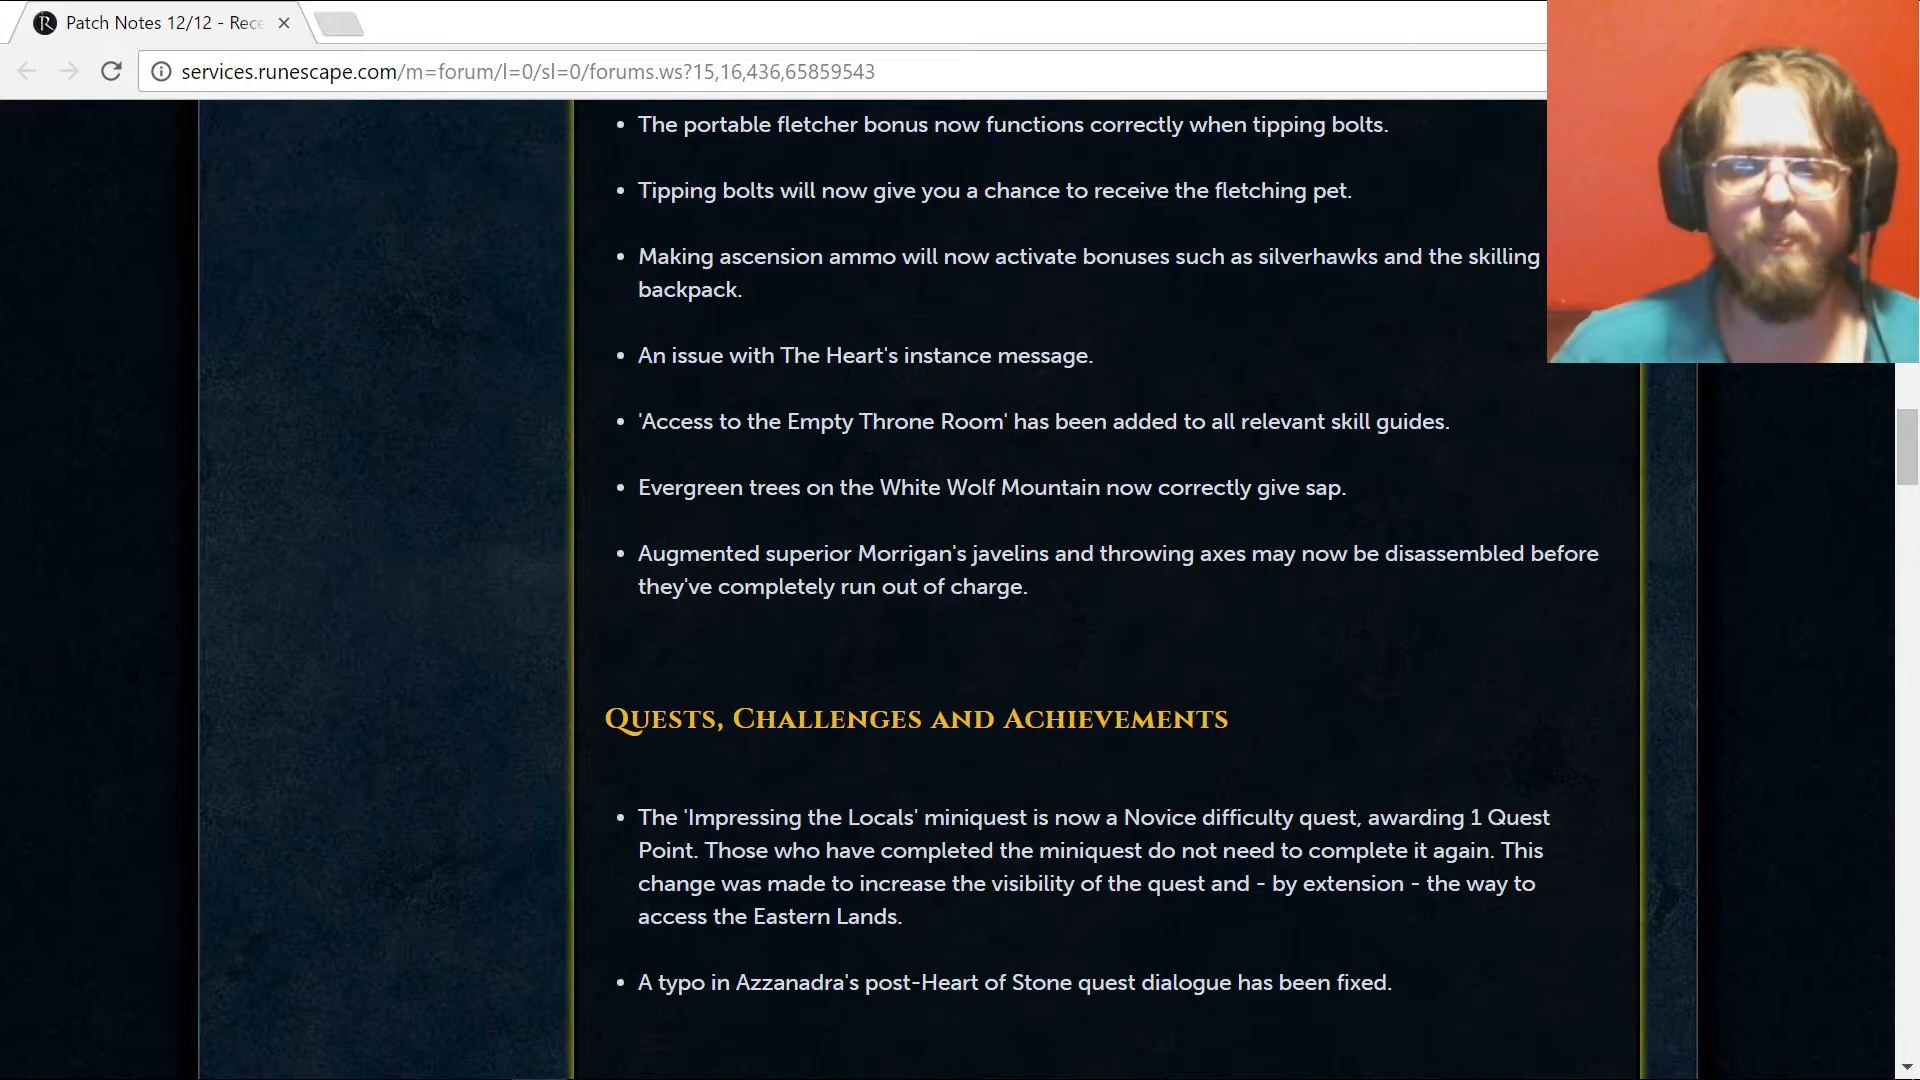 Patch Notes 12/12 - Rece
services.runescape.com/m=forum/l=0/sl=0/forums.ws?15,16,436,65859543
• The portable fletcher bonus now functions correctly when tipping bolts.
• Tipping bolts will now give you a chance to receive the fletching pet.
• Making ascension ammo will now activate bonuses such as silverhawks and the skilling
backpack.
• An issue with The Heart's instance message.
• 'Access to the Empty Throne Room' has been added to all relevant skill guides.
• Evergreen trees on the White Wolf Mountain now correctly give sap.
• Augmented superior Morrigan's javelins and throwing axes may now be disassembled before
they've completely run out of charge.
Quests, Challenges and Achievements
• The 'Impressing the Locals' miniquest is now a Novice difficulty quest, awarding 1 Quest
Point. Those who have completed the miniquest do not need to complete it again. This
change was made to increase the visibility of the quest and - by extension - the way to
access the Eastern Lands.
• A typo in Azzanadra's post-Heart of Stone quest dialogue has been fixed.